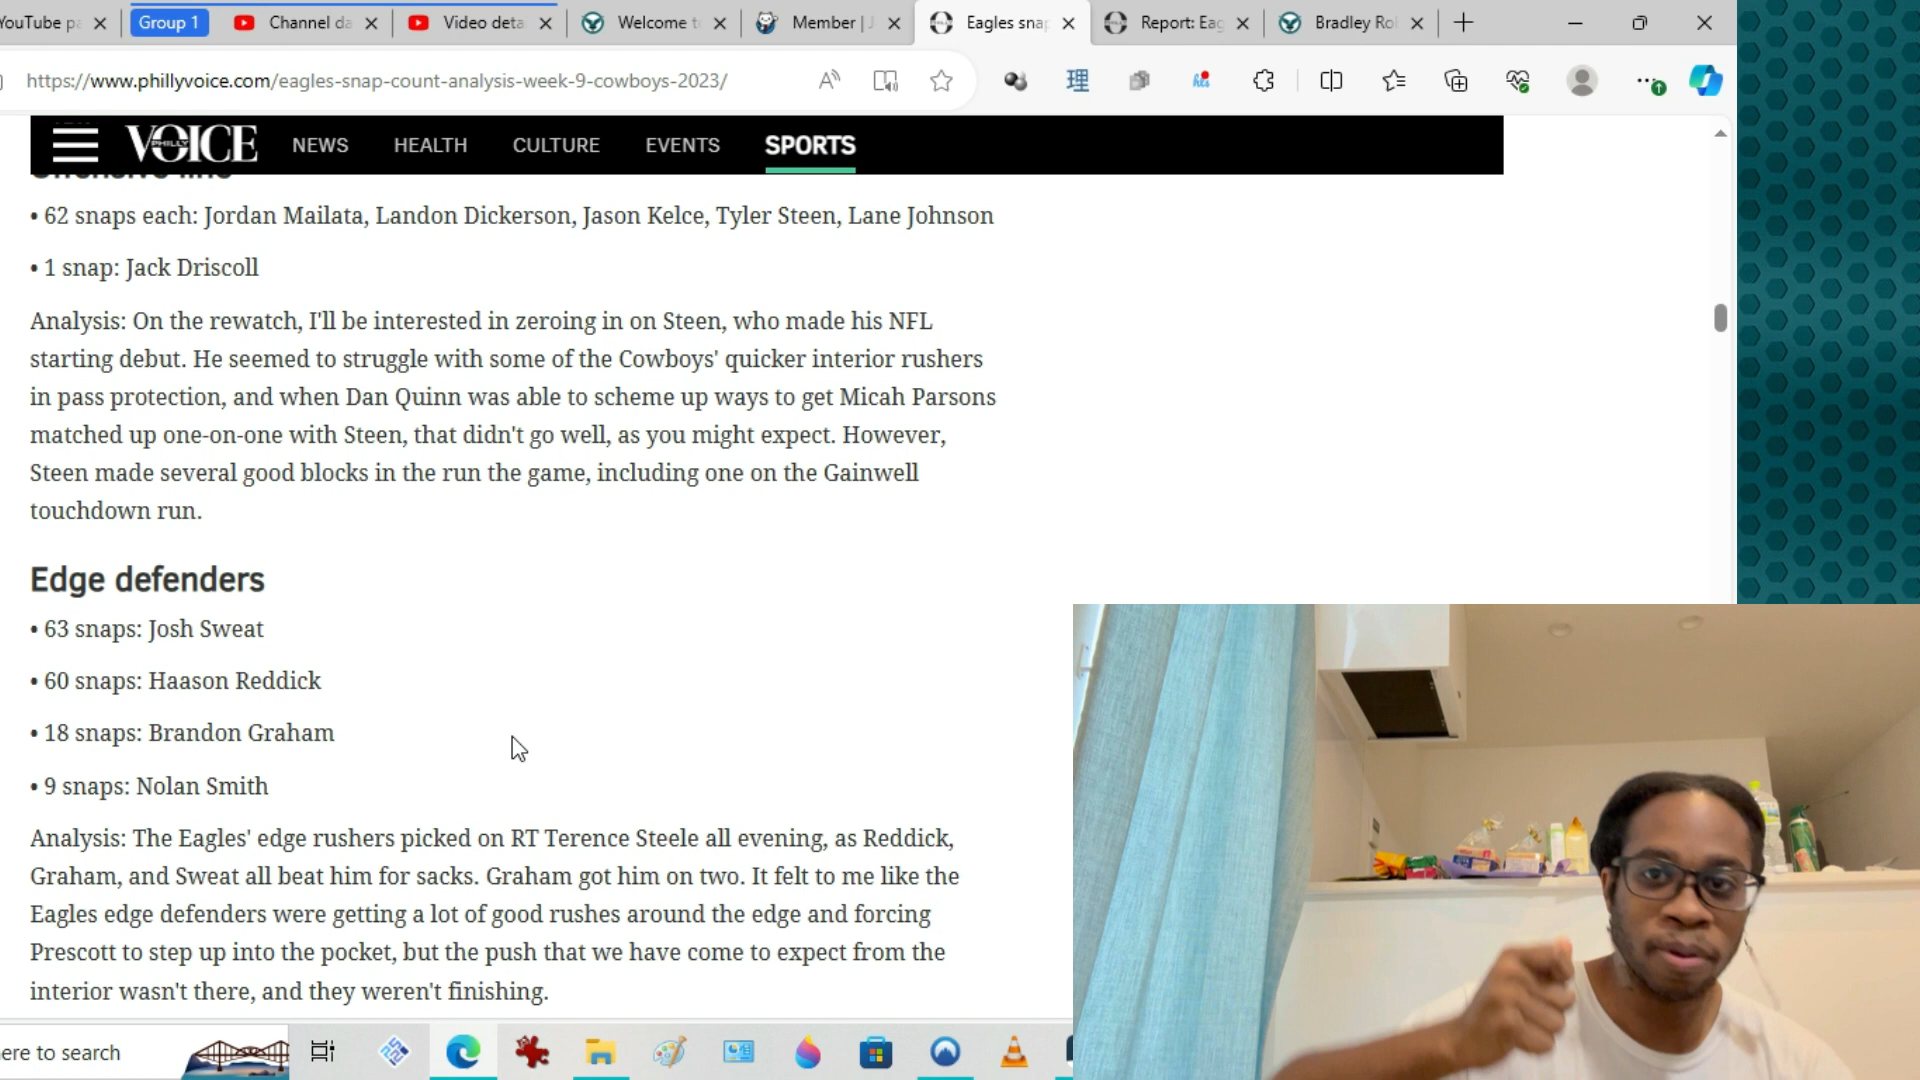 YouTube p
Group 1
Channel da
Video deta
Welcome t
Member | J
Eagles snap
Report: Eag
Bradley Ro
https://www.phillyvoice.com/eagles-snap-count-analysis-week-9-cowboys-2023/
PHILLY VOICE
NEWS
HEALTH
CULTURE
EVENTS
SPORTS
Offensive line
• 62 snaps each: Jordan Mailata, Landon Dickerson, Jason Kelce, Tyler Steen, Lane Johnson
• 1 snap: Jack Driscoll
Analysis: On the rewatch, I'll be interested in zeroing in on Steen, who made his NFL
starting debut. He seemed to struggle with some of the Cowboys' quicker interior rushers
in pass protection, and when Dan Quinn was able to scheme up ways to get Micah Parsons
matched up one-on-one with Steen, that didn't go well, as you might expect. However,
Steen made several good blocks in the run the game, including one on the Gainwell
touchdown run.
Edge defenders
• 63 snaps: Josh Sweat
• 60 snaps: Haason Reddick
• 18 snaps: Brandon Graham
• 9 snaps: Nolan Smith
Analysis: The Eagles' edge rushers picked on RT Terence Steele all evening, as Reddick,
Graham, and Sweat all beat him for sacks. Graham got him on two. It felt to me like the
Eagles edge defenders were getting a lot of good rushes around the edge and forcing
Prescott to step up into the pocket, but the push that we have come to expect from the
interior wasn't there, and they weren't finishing.
ere to search